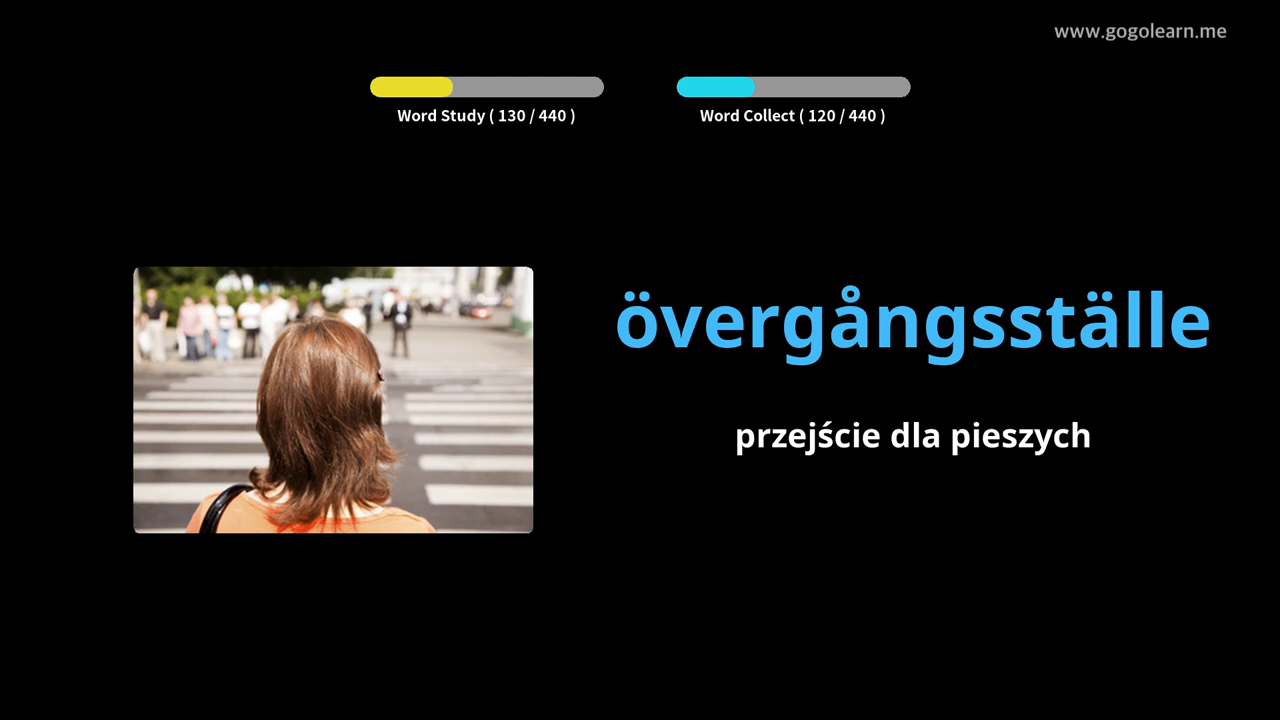 www.gogolearn.me
Word Study ( 130 / 440 )
Word Collect ( 120 / 440 )
övergångsställe
przejście dla pieszych